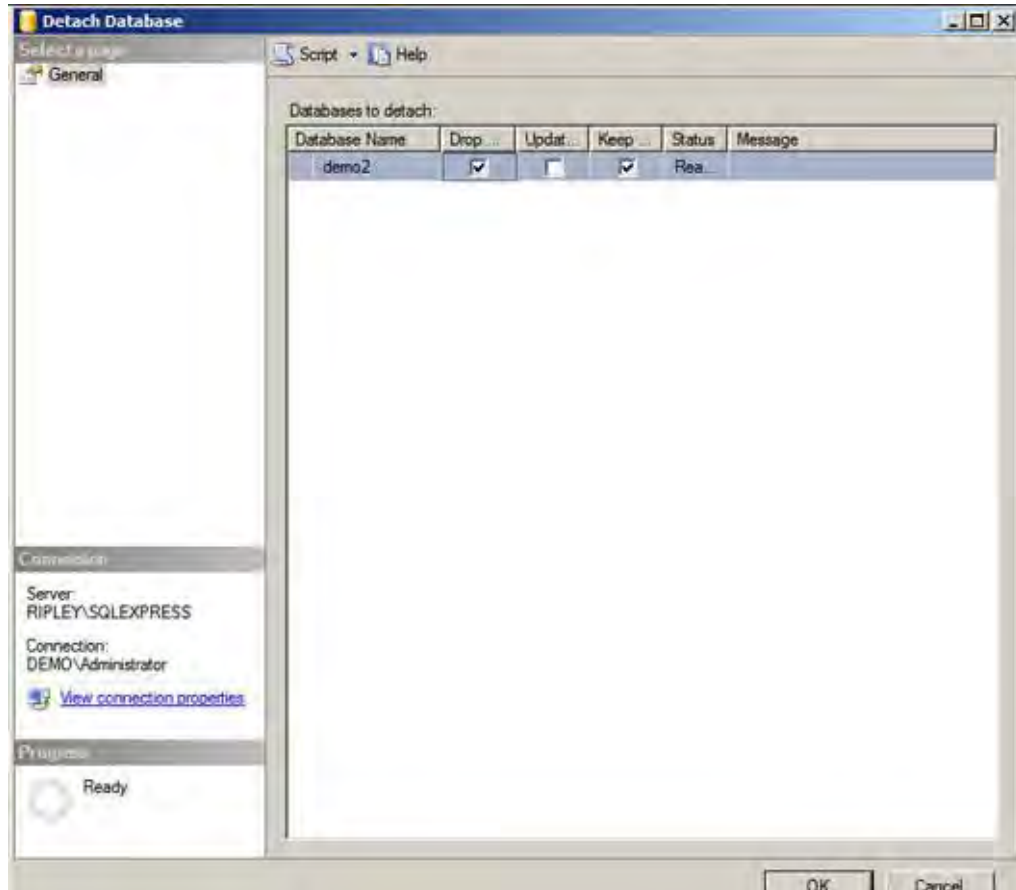 Detach Database
Select a page
General
Script Help
Databases to detach:
Database Name Drop ... Updat... Keep ... Status Message
demo2 Rea...
Connection
Server:
RIPLEY\SQLEXPRESS
Connection:
DEMO\Administrator
View connection properties
Progress
Ready
OK Cancel